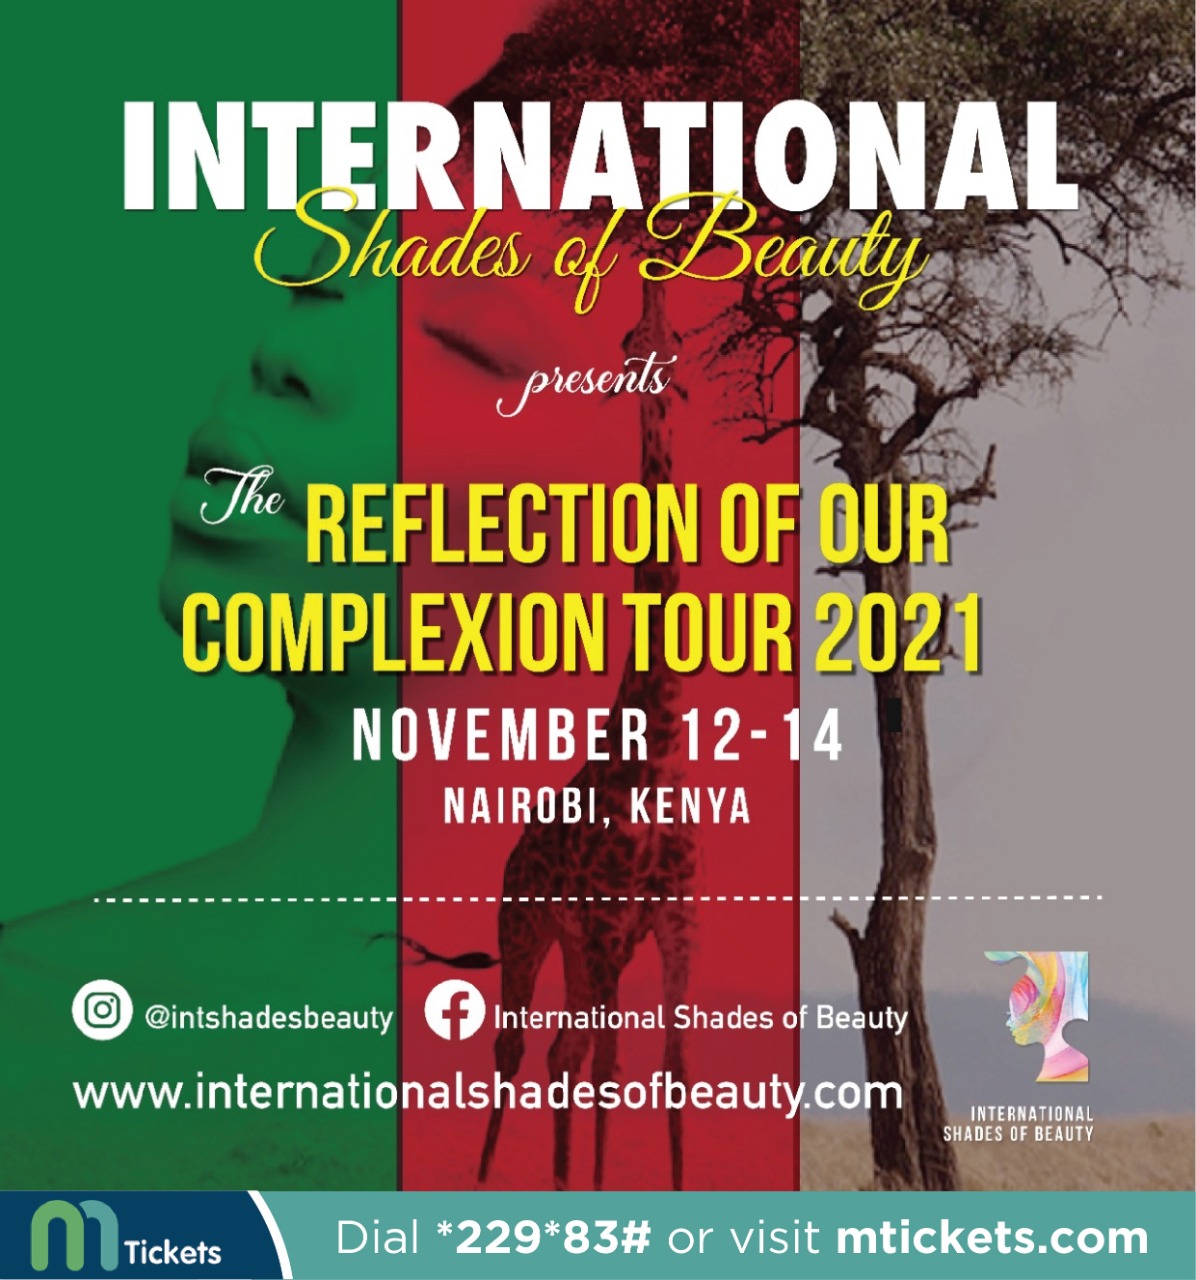 INTERNATIONAL
Shades of Beauty
presents
The REFLECTION OF OUR
COMPLEXION TOUR 2021
NOVEMBER 12-14
NAIROBI, KENYA
@intshadesbeauty International Shades of Beauty
www.internationalshadesofbeauty.com
INTERNATIONAL
SHADES OF BEAUTY
m Tickets
Dial *229*83# or visit mtickets.com